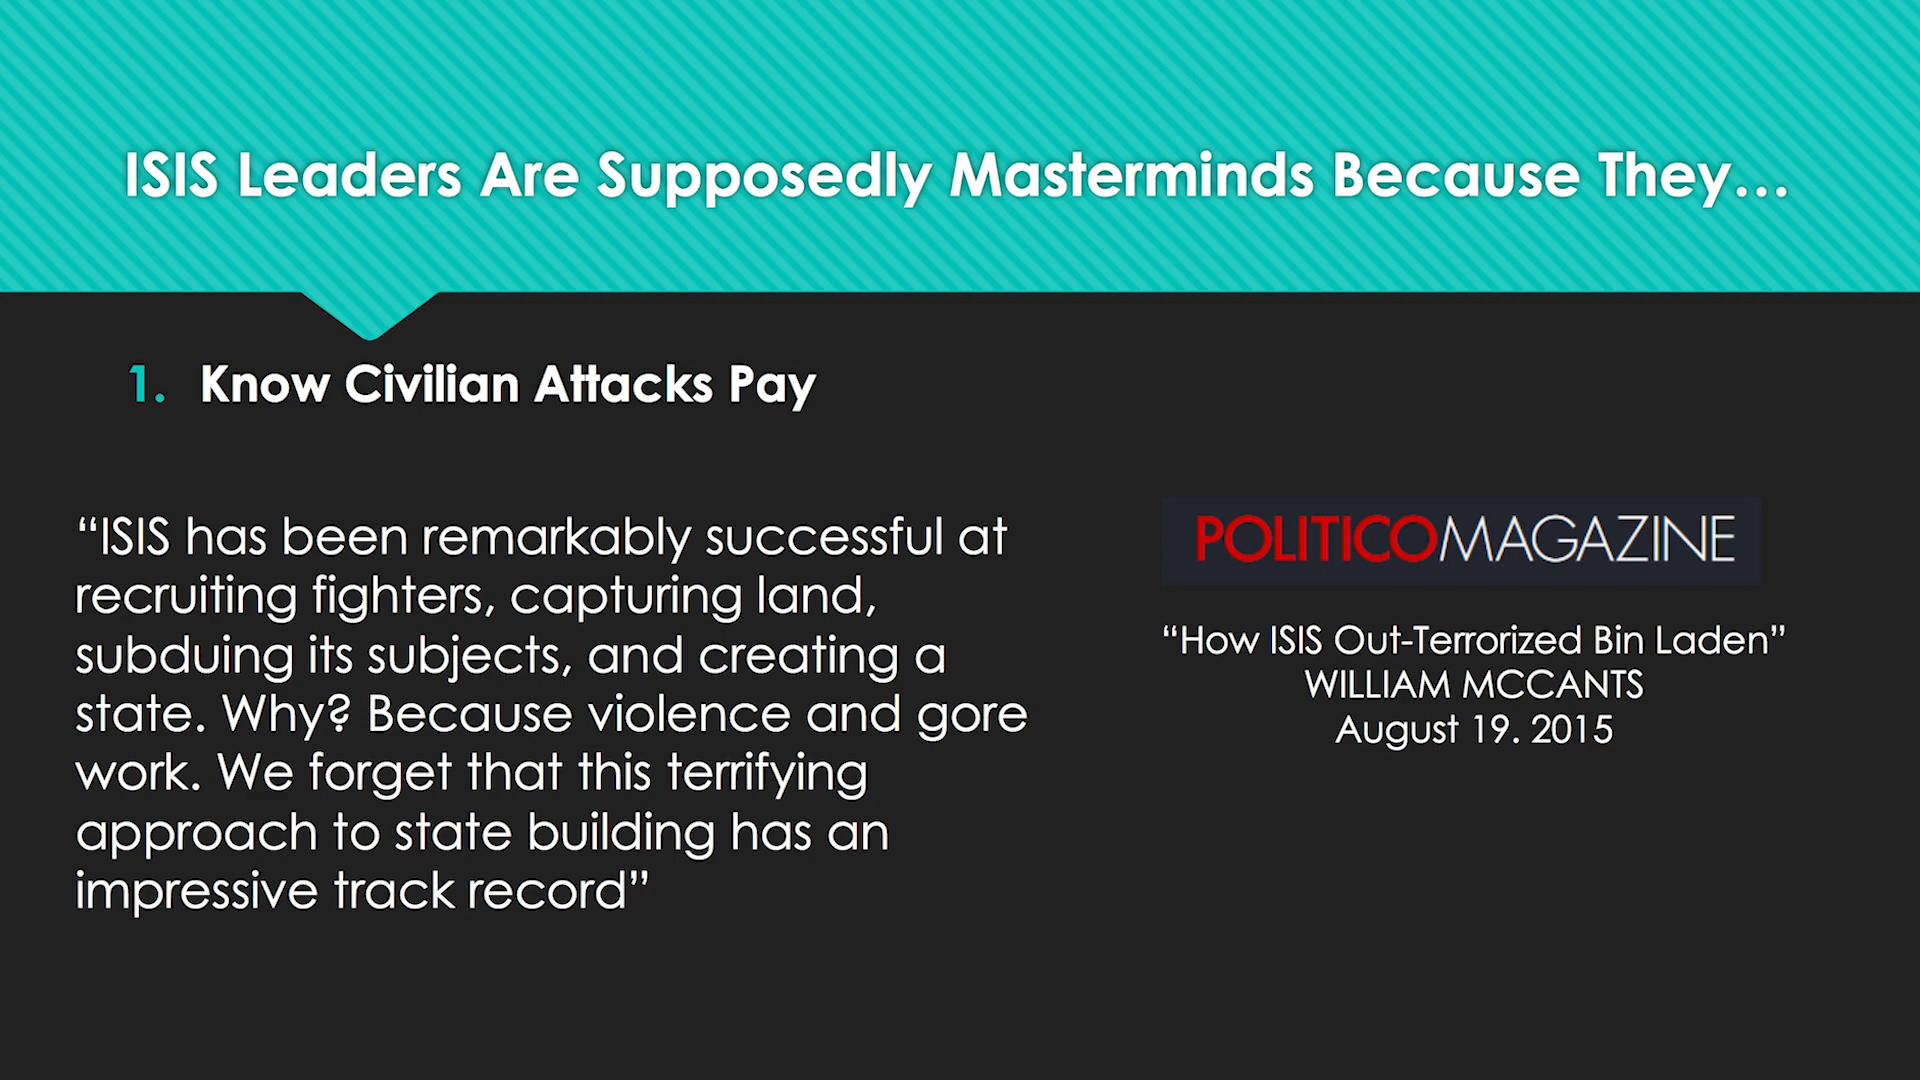 ISIS Leaders Are Supposedly Masterminds Because They…
1. Know Civilian Attacks Pay
“ISIS has been remarkably successful at
recruiting fighters, capturing land,
subduing its subjects, and creating a
state. Why? Because violence and gore
work. We forget that this terrifying
approach to state building has an
impressive track record”
POLITICOMAGAZINE
“How ISIS Out-Terrorized Bin Laden”
WILLIAM MCCANTS
August 19. 2015